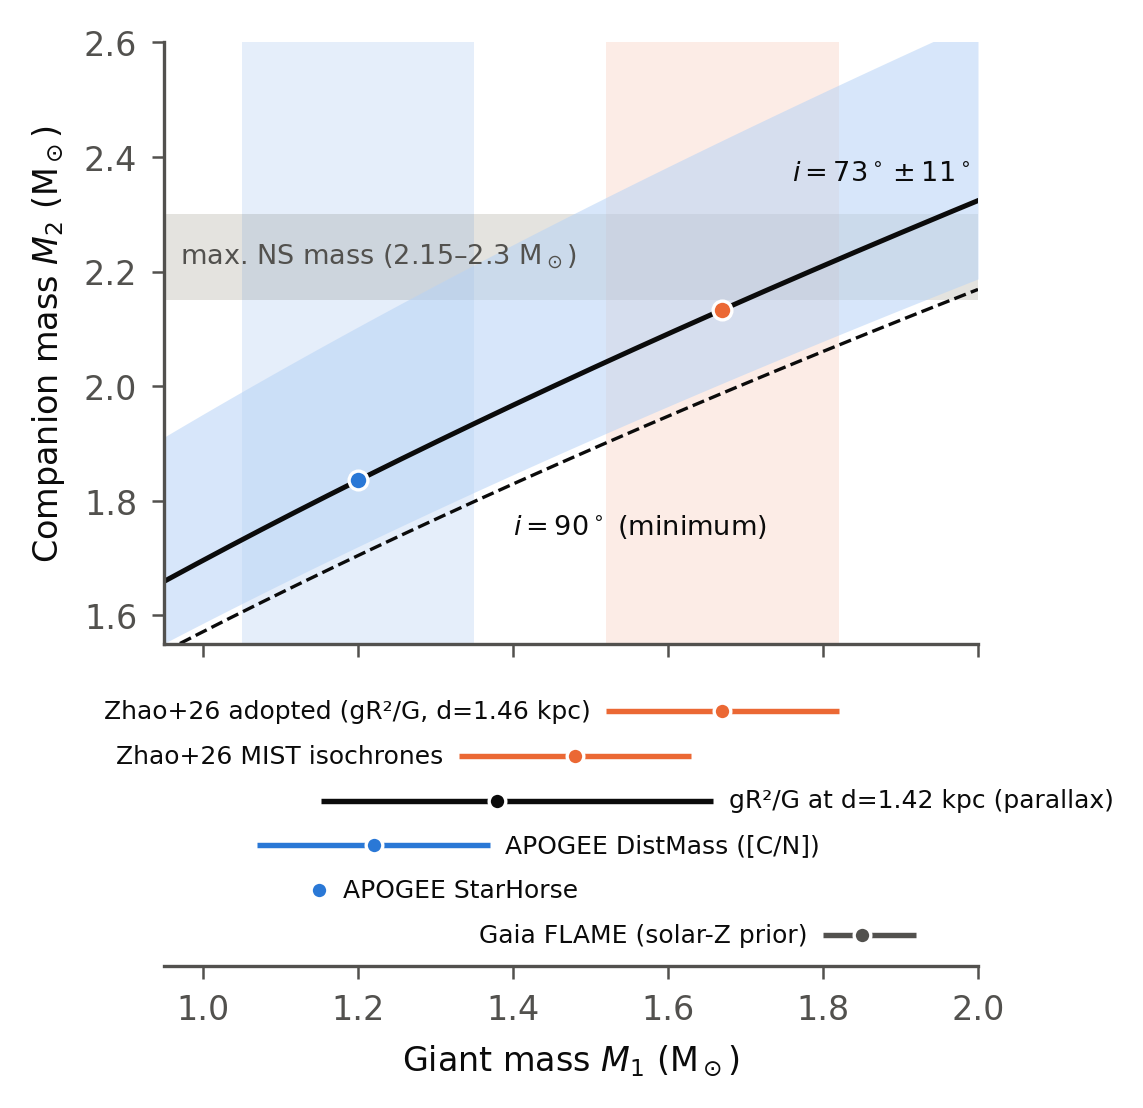 2.6
2.4
2.2
2.0
1.8
1.6
Companion mass M₂ (M⊙)
i = 73° ± 11°
max. NS mass (2.15–2.3 M⊙)
i = 90° (minimum)
Zhao+26 adopted (gR²/G, d=1.46 kpc)
Zhao+26 MIST isochrones
gR²/G at d=1.42 kpc (parallax)
APOGEE DistMass ([C/N])
APOGEE StarHorse
Gaia FLAME (solar-Z prior)
1.0 1.2 1.4 1.6 1.8 2.0
Giant mass M₁ (M⊙)